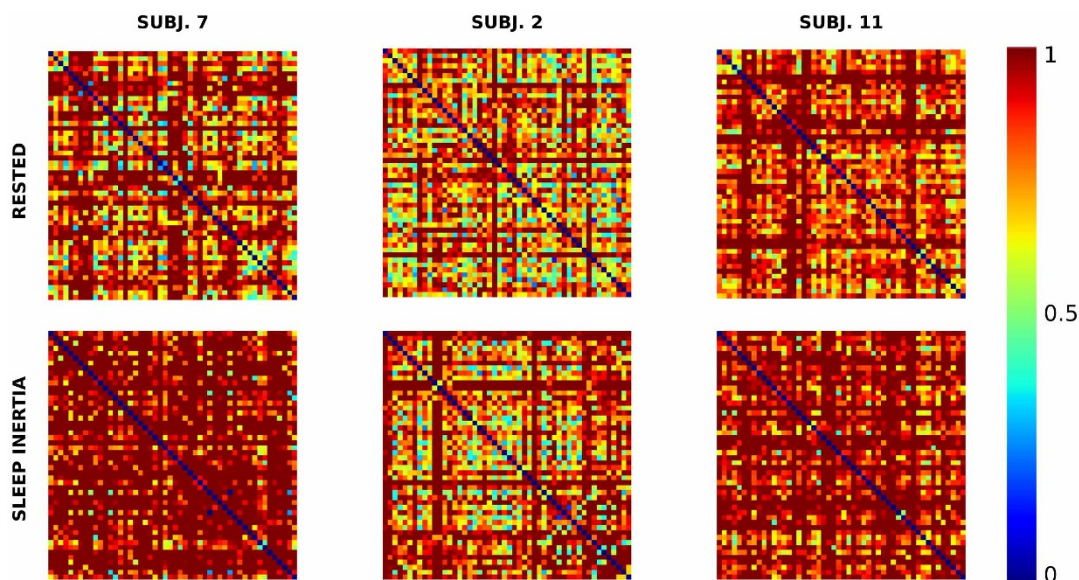 SUBJ. 7
SUBJ. 2
SUBJ. 11
RESTED
SLEEP INERTIA
1
0.5
0